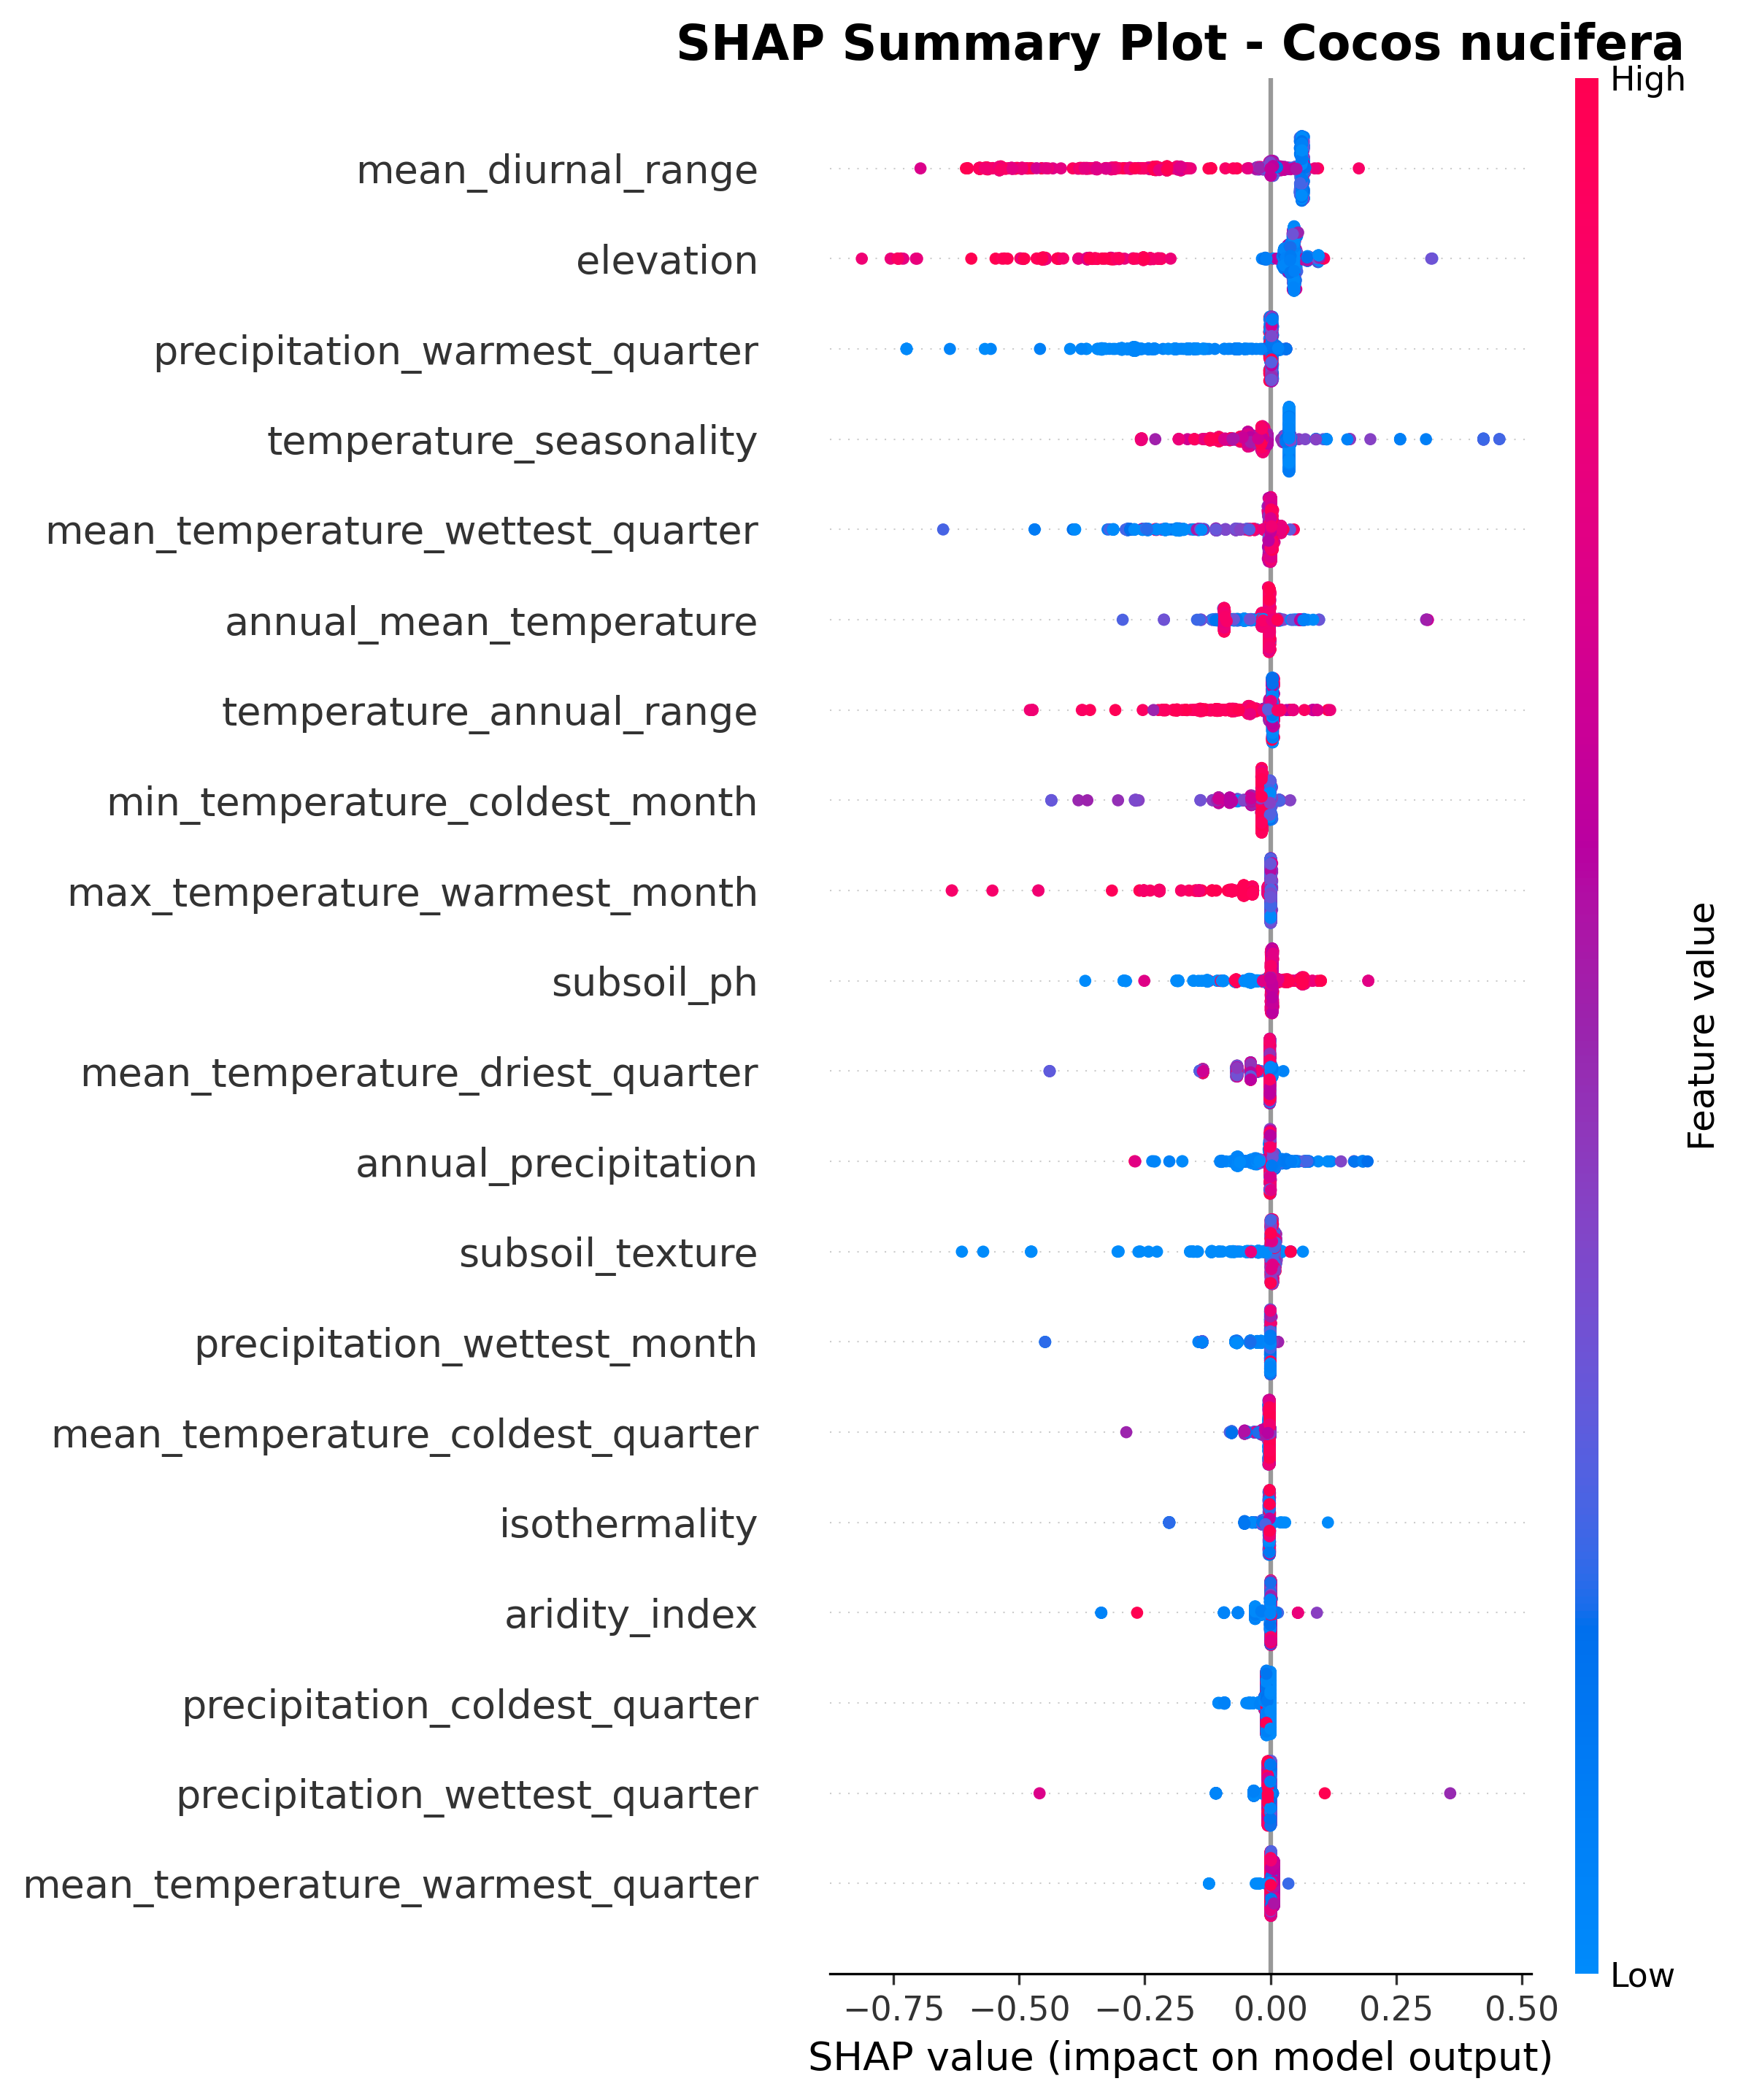 SHAP Summary Plot - Cocos nucifera
High
mean_diurnal_range
elevation
precipitation_warmest_quarter
temperature_seasonality
mean_temperature_wettest_quarter
annual_mean_temperature
temperature_annual_range
min_temperature_coldest_month
max_temperature_warmest_month
subsoil_ph
mean_temperature_driest_quarter
annual_precipitation
subsoil_texture
precipitation_wettest_month
mean_temperature_coldest_quarter
isothermality
aridity_index
precipitation_coldest_quarter
precipitation_wettest_quarter
mean_temperature_warmest_quarter
Feature value
Low
−0.75 −0.50 −0.25 0.00 0.25 0.50
SHAP value (impact on model output)